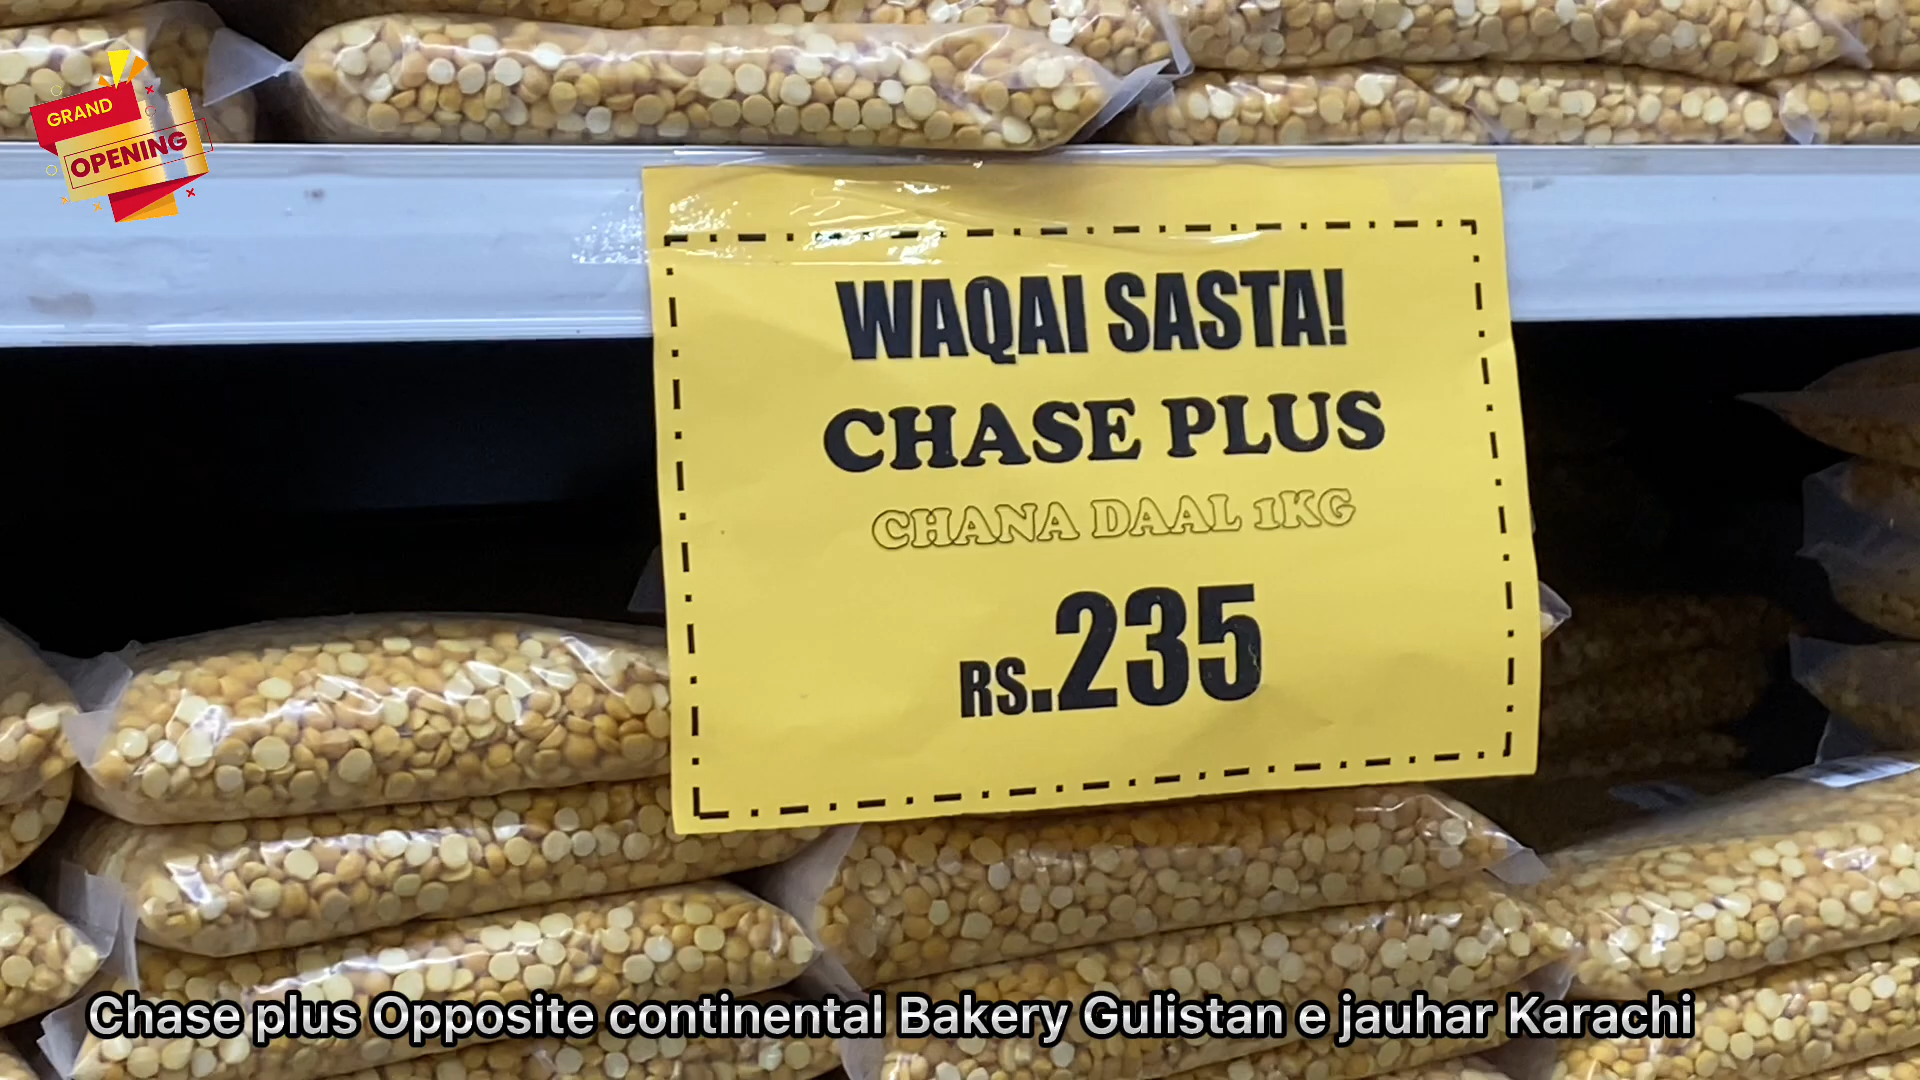 GRAND
OPENING
WAQAI SASTA!
CHASE PLUS
CHANA DAAL 1KG
RS.235
Chase plus Opposite continental Bakery Gulistan e jauhar Karachi